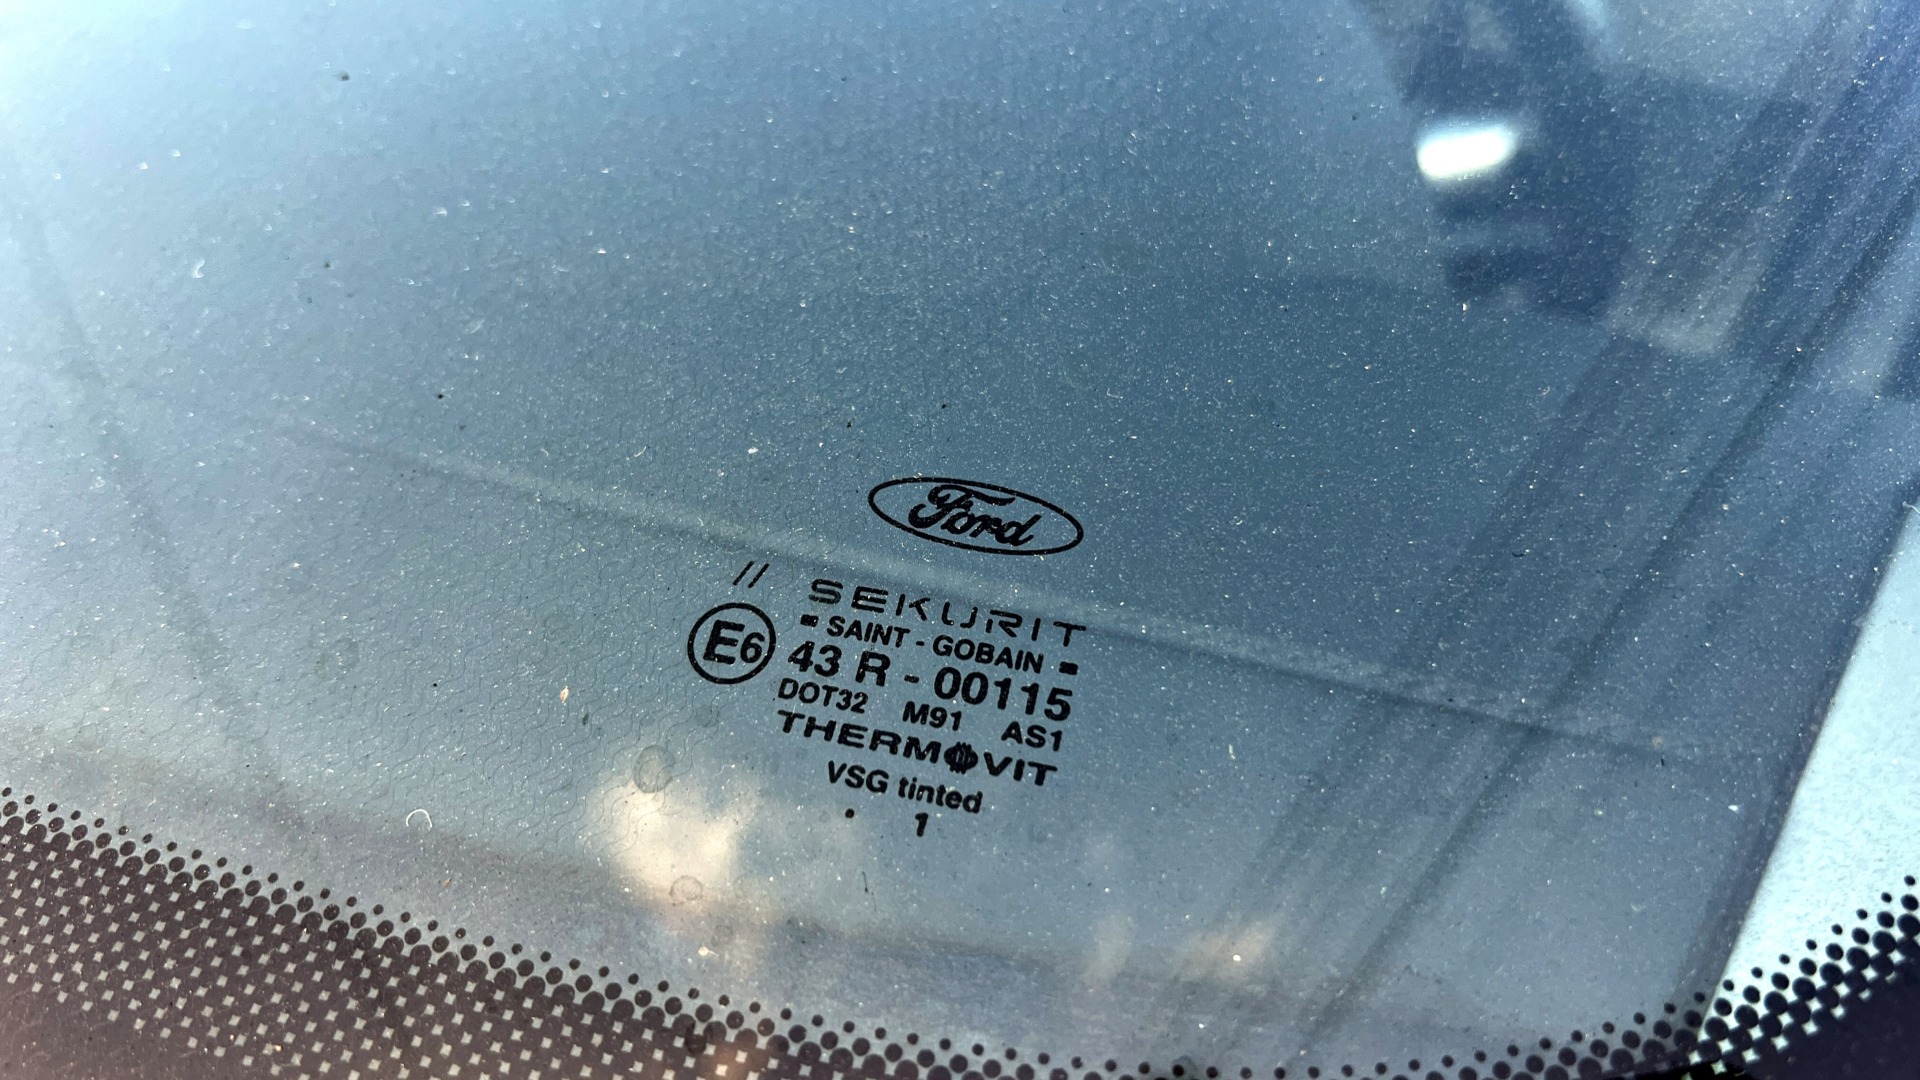 Ford
// SEKURIT
SAINT - GOBAIN
E6 43 R - 00115
DOT32 M91 AS1
THERMOVIT
VSG tinted
. 1